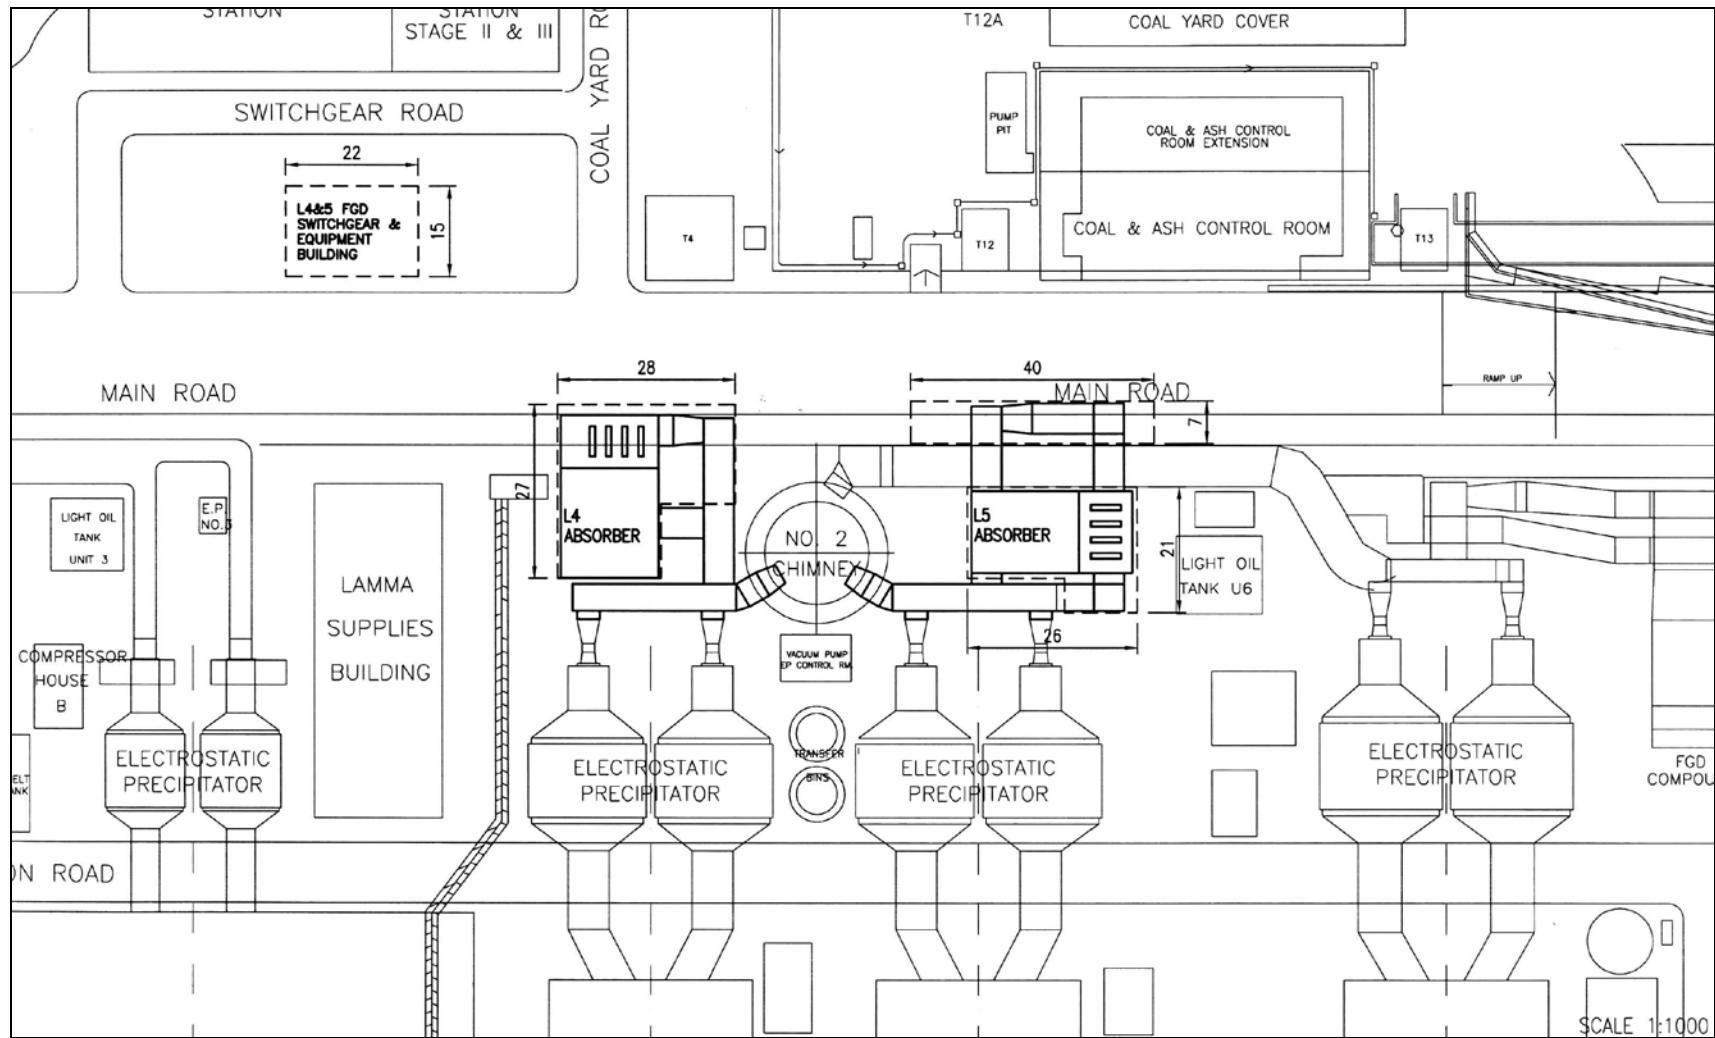 STATION
STATION
STAGE II & III
COAL YARD RO
T12A
COAL YARD COVER
SWITCHGEAR ROAD
22
L4&5 FGD
SWITCHGEAR &
EQUIPMENT
BUILDING
15
PUMP
PIT
COAL & ASH CONTROL
ROOM EXTENSION
COAL & ASH CONTROL ROOM
T4
T12
T13
MAIN ROAD
28
40
MAIN ROAD
7
RAMP UP
27
LIGHT OIL
TANK
UNIT 3
E.P.
NO.3
LAMMA
SUPPLIES
BUILDING
L4
ABSORBER
NO. 2
CHIMNEY
L5
ABSORBER
21
LIGHT OIL
TANK U6
26
VACUUM PUMP
EP CONTROL RM.
COMPRESSOR
HOUSE
B
TRANSFER
BINS
ELECTROSTATIC
PRECIPITATOR
ELECTROSTATIC
PRECIPITATOR
ELECTROSTATIC
PRECIPITATOR
ELECTROSTATIC
PRECIPITATOR
FGD
COMPOU
ELT
ANK
ON ROAD
SCALE 1:1000